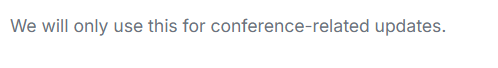 We will only use this for conference-related updates.